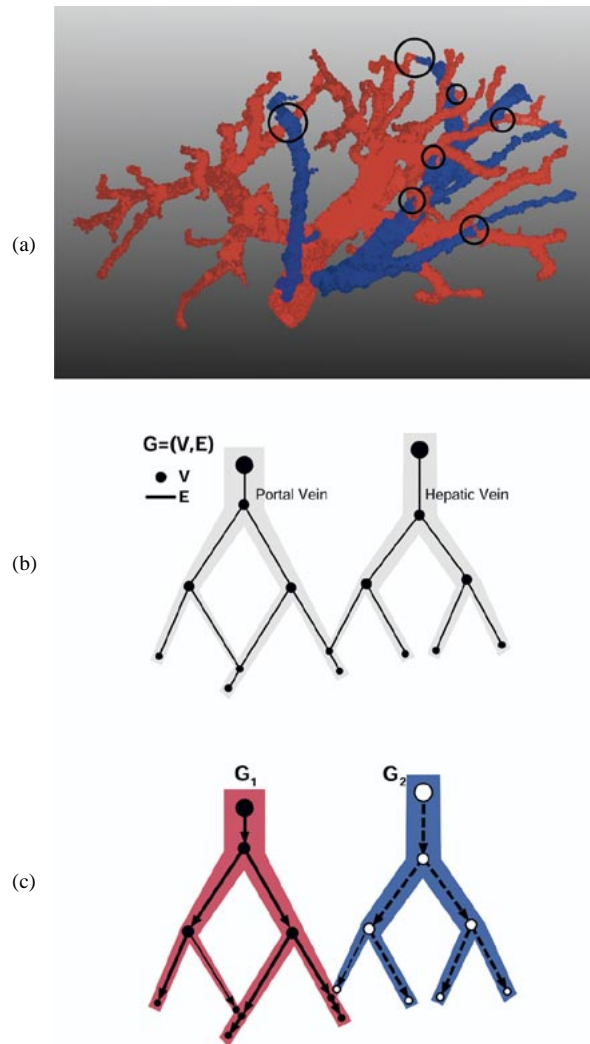 (a)
G=(V,E)
V
E
Portal Vein
Hepatic Vein
(b)
G1
G2
(c)